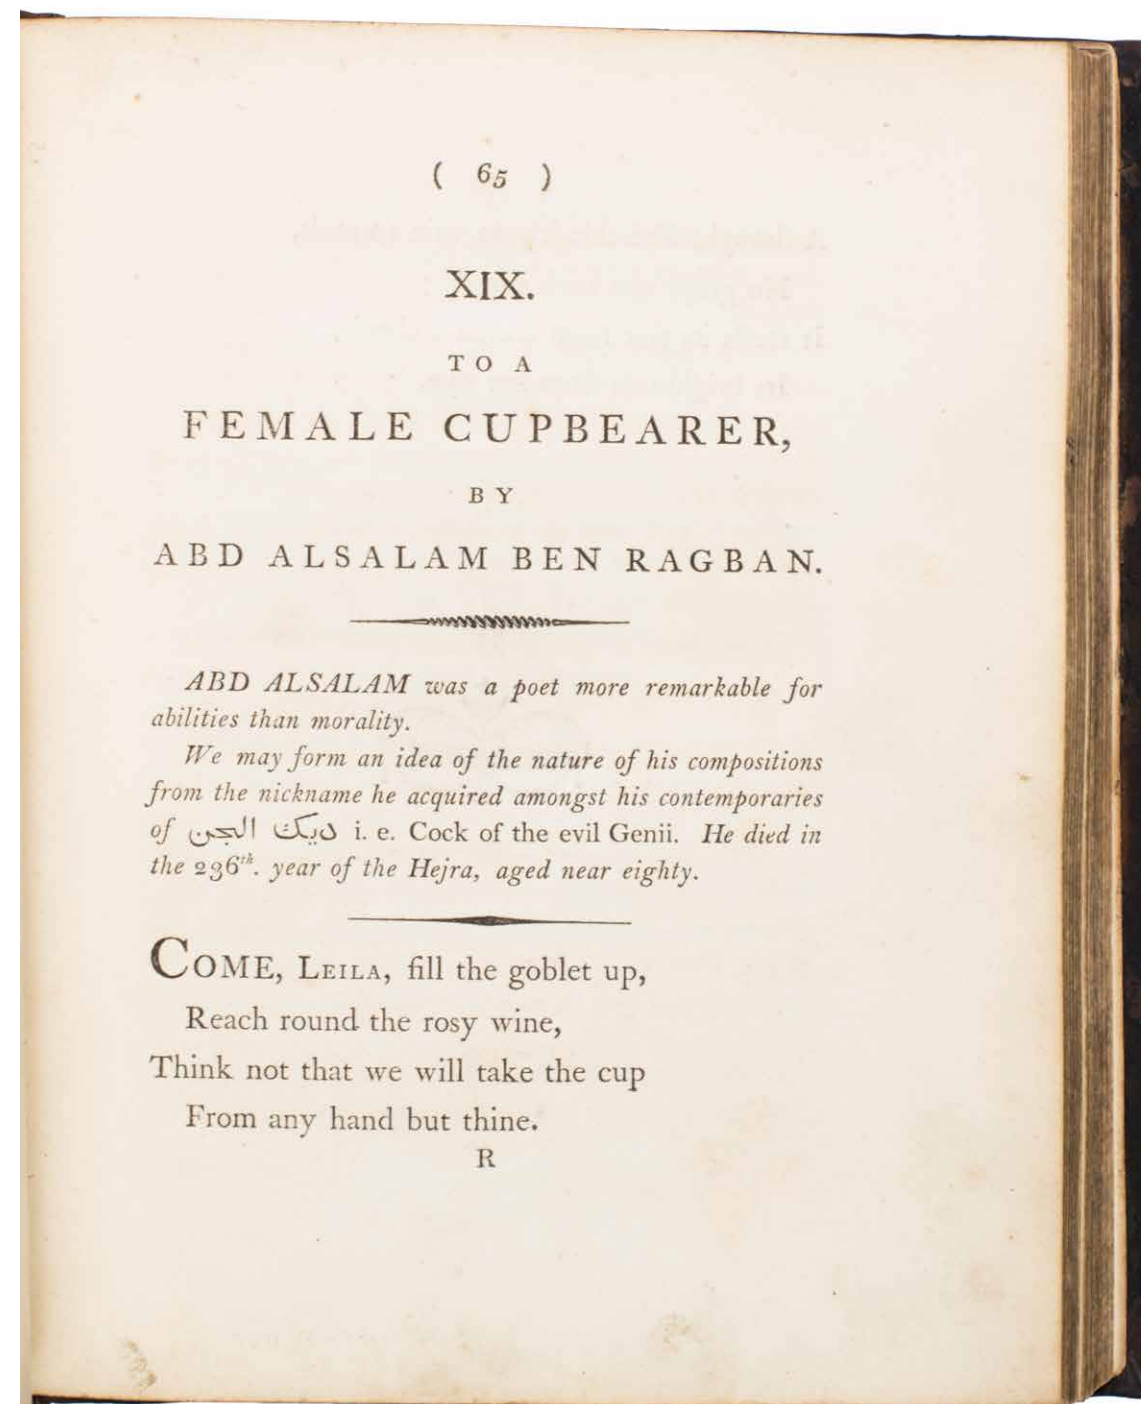 ( 65 )
XIX.
TO A
FEMALE CUPBEARER,
BY
ABD ALSALAM BEN RAGBAN.
ABD ALSALAM was a poet more remarkable for
abilities than morality.
We may form an idea of the nature of his compositions
from the nickname he acquired amongst his contemporaries
of ديك الجن i. e. Cock of the evil Genii. He died in
the 236th. year of the Hejra, aged near eighty.
COME, LEILA, fill the goblet up,
Reach round the rosy wine,
Think not that we will take the cup
From any hand but thine.
R